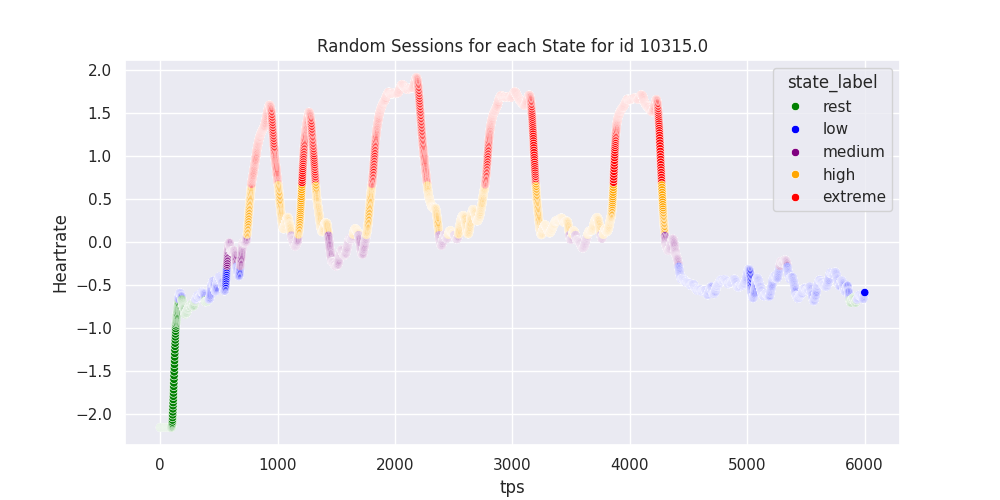 Random Sessions for each State for id 10315.0
Heartrate
2.0
1.5
1.0
0.5
0.0
−0.5
−1.0
−1.5
−2.0
state_label
rest
low
medium
high
extreme
0 1000 2000 3000 4000 5000 6000
tps